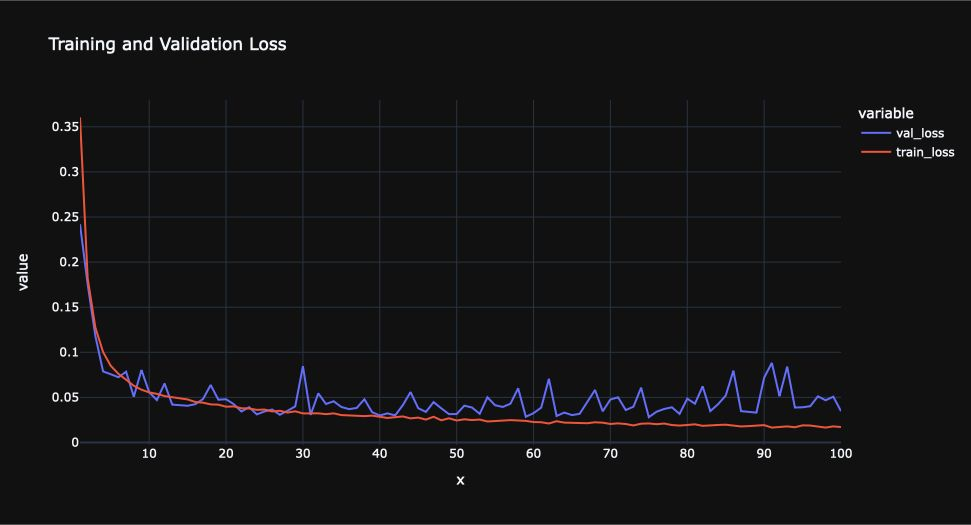 Training and Validation Loss
variable
val_loss
train_loss
value
0.35
0.3
0.25
0.2
0.15
0.1
0.05
0
10 20 30 40 50 60 70 80 90 100
x